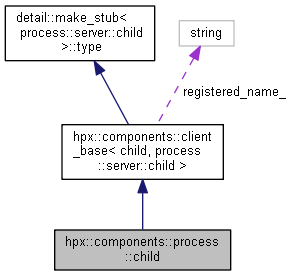 detail::make_stub<
process::server::child
>::type
string
registered_name_
hpx::components::client
_base< child, process
::server::child >
hpx::components::process
::child